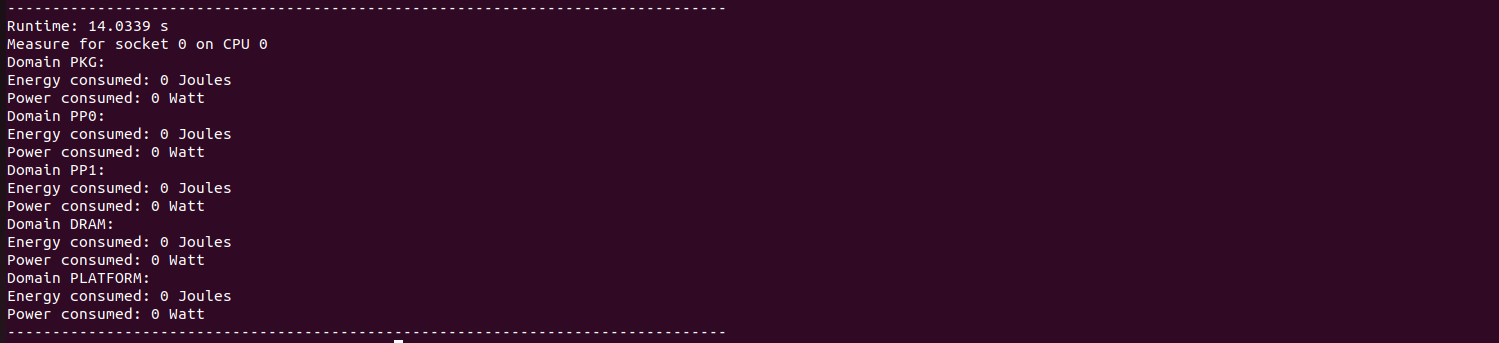 --------------------------------------------------------------------------------
Runtime: 14.0339 s
Measure for socket 0 on CPU 0
Domain PKG:
Energy consumed: 0 Joules
Power consumed: 0 Watt
Domain PP0:
Energy consumed: 0 Joules
Power consumed: 0 Watt
Domain PP1:
Energy consumed: 0 Joules
Power consumed: 0 Watt
Domain DRAM:
Energy consumed: 0 Joules
Power consumed: 0 Watt
Domain PLATFORM:
Energy consumed: 0 Joules
Power consumed: 0 Watt
--------------------------------------------------------------------------------